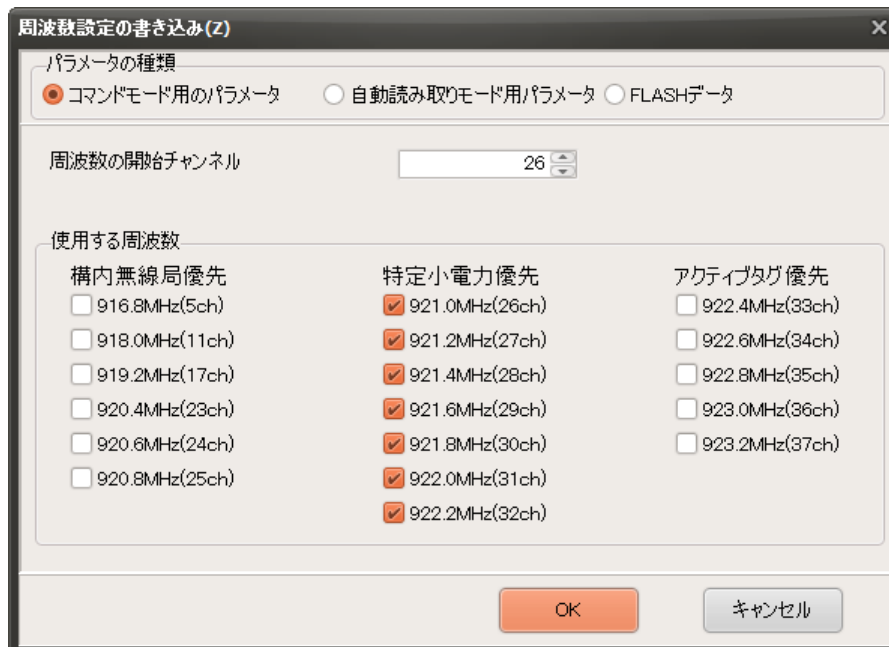 周波数設定の書き込み(Z)
パラメータの種類
コマンドモード用のパラメータ 自動読み取りモード用パラメータ FLASHデータ
周波数の開始チャンネル 26
使用する周波数
構内無線局優先 特定小電力優先 アクティブタグ優先
916.8MHz(5ch) 921.0MHz(26ch) 922.4MHz(33ch)
918.0MHz(11ch) 921.2MHz(27ch) 922.6MHz(34ch)
919.2MHz(17ch) 921.4MHz(28ch) 922.8MHz(35ch)
920.4MHz(23ch) 921.6MHz(29ch) 923.0MHz(36ch)
920.6MHz(24ch) 921.8MHz(30ch) 923.2MHz(37ch)
920.8MHz(25ch) 922.0MHz(31ch)
922.2MHz(32ch)
OK キャンセル